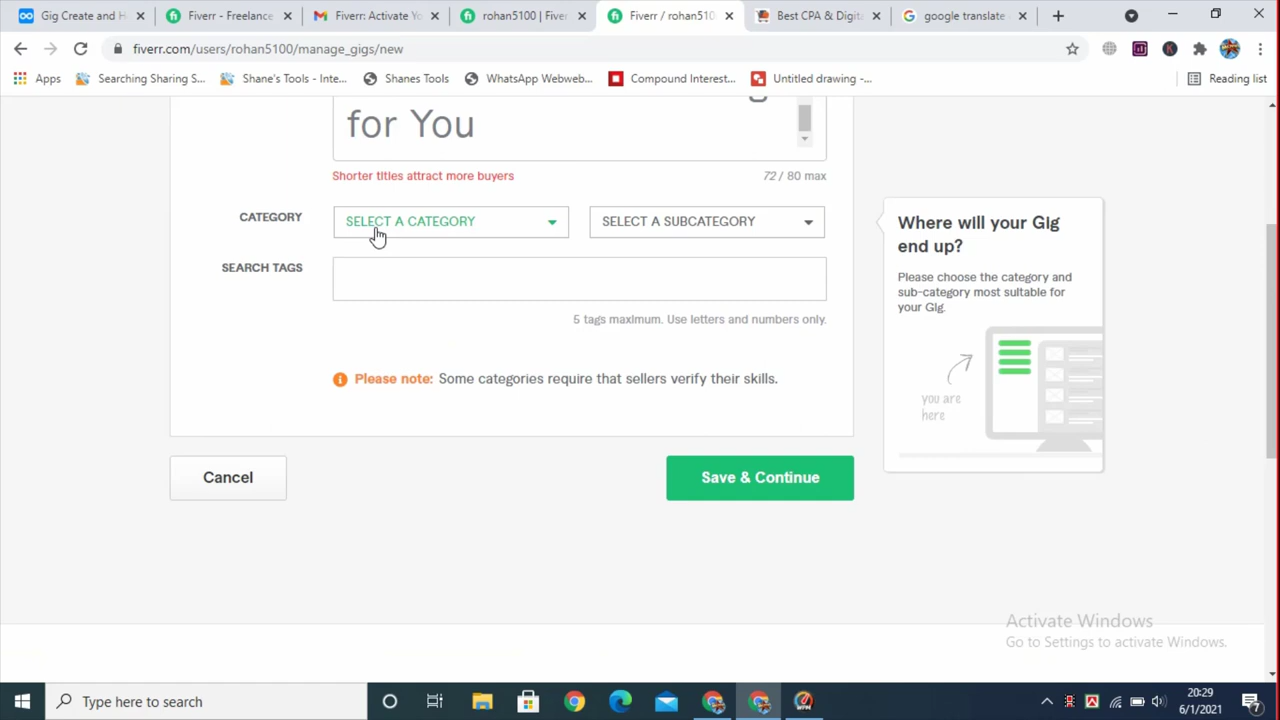 Gig Create and H
Fiverr - Freelance
Fiverr: Activate Yo
rohan5100 | Fiver
Fiverr / rohan510
Best CPA & Digita
google translate
fiverr.com/users/rohan5100/manage_gigs/new
Apps
Searching Sharing S...
Shane's Tools - Inte...
Shanes Tools
WhatsApp Webweb...
Compound Interest...
Untitled drawing -...
Reading list
for You
Shorter titles attract more buyers
72 / 80 max
CATEGORY
SELECT A CATEGORY
SELECT A SUBCATEGORY
SEARCH TAGS
5 tags maximum. Use letters and numbers only.
Please note: Some categories require that sellers verify their skills.
Cancel
Save & Continue
Where will your Gig
end up?
Please choose the category and
sub-category most suitable for
your Gig.
you are
here
Activate Windows
Go to Settings to activate Windows.
Type here to search
20:29
6/1/2021
7